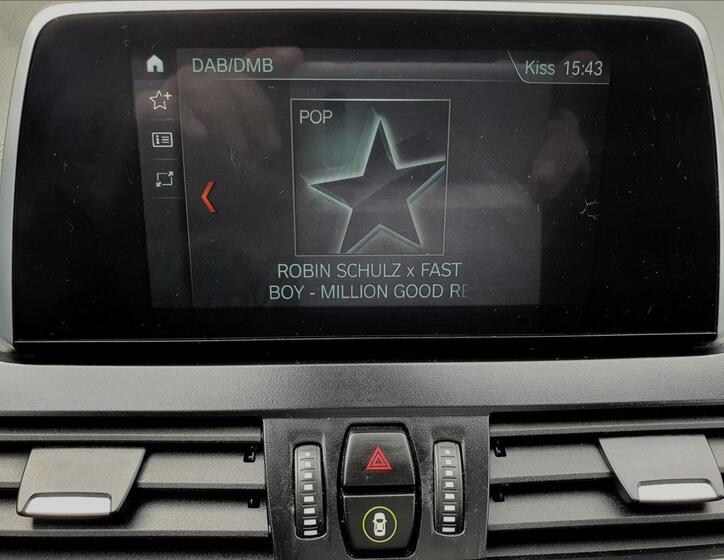 DAB/DMB
Kiss 15:43
POP
ROBIN SCHULZ x FAST
BOY - MILLION GOOD RE